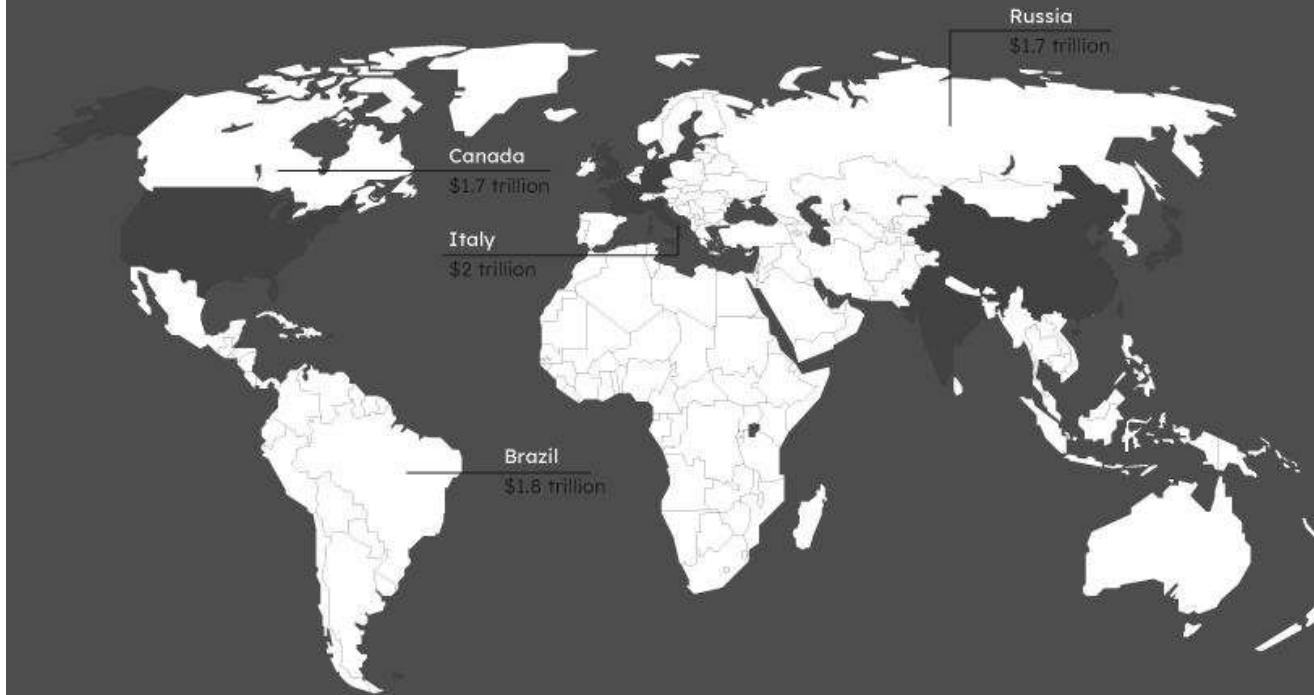 Russia
$1.7 trillion
Canada
$1.7 trillion
Italy
$2 trillion
Brazil
$1.8 trillion